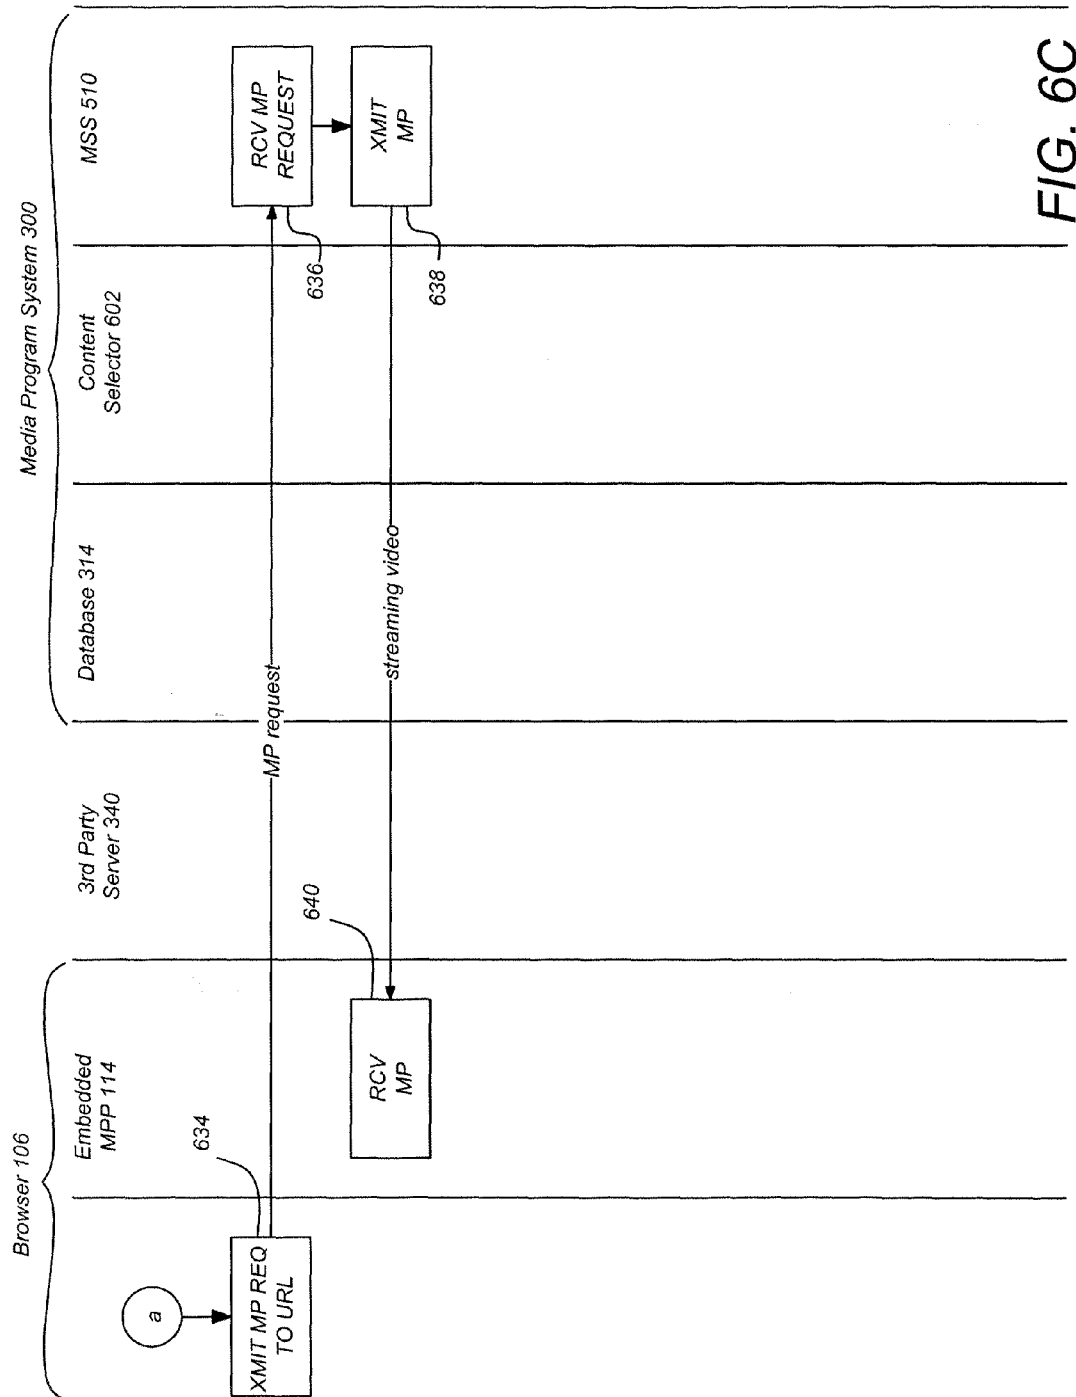 Browser 106
Media Program System 300
Embedded
MPP 114
3rd Party
Server 340
Database 314
Content
Selector 602
MSS 510
a
XMIT MP REQ
TO URL
634
MP request
RCV MP
REQUEST
636
XMIT
MP
638
streaming video
RCV
MP
640
FIG. 6C